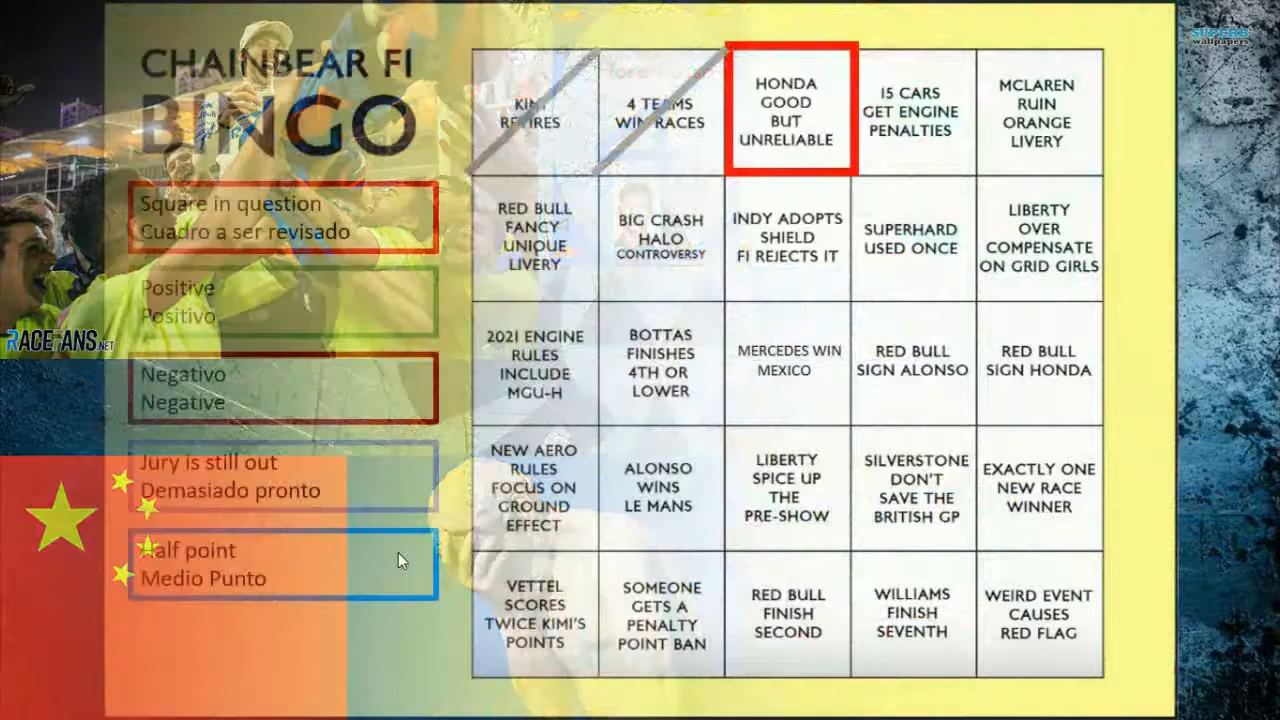 CHAINBEAR F1
BINGO
SUPERB
wallpapers
Square in question
Cuadro a ser revisado
Positive
Positivo
RACEFANS.NET
Negativo
Negative
Jury is still out
Demasiado pronto
Half point
Medio Punto
KIMI
RETIRES
4 TEAMS
WIN RACES
HONDA
GOOD
BUT
UNRELIABLE
15 CARS
GET ENGINE
PENALTIES
MCLAREN
RUIN
ORANGE
LIVERY
RED BULL
FANCY
UNIQUE
LIVERY
BIG CRASH
HALO
CONTROVERSY
INDY ADOPTS
SHIELD
F1 REJECTS IT
SUPERHARD
USED ONCE
LIBERTY
OVER
COMPENSATE
ON GRID GIRLS
2021 ENGINE
RULES
INCLUDE
MGU-H
BOTTAS
FINISHES
4TH OR
LOWER
MERCEDES WIN
MEXICO
RED BULL
SIGN ALONSO
RED BULL
SIGN HONDA
NEW AERO
RULES
FOCUS ON
GROUND
EFFECT
ALONSO
WINS
LE MANS
LIBERTY
SPICE UP
THE
PRE-SHOW
SILVERSTONE
DON'T
SAVE THE
BRITISH GP
EXACTLY ONE
NEW RACE
WINNER
VETTEL
SCORES
TWICE KIMI'S
POINTS
SOMEONE
GETS A
PENALTY
POINT BAN
RED BULL
FINISH
SECOND
WILLIAMS
FINISH
SEVENTH
WEIRD EVENT
CAUSES
RED FLAG